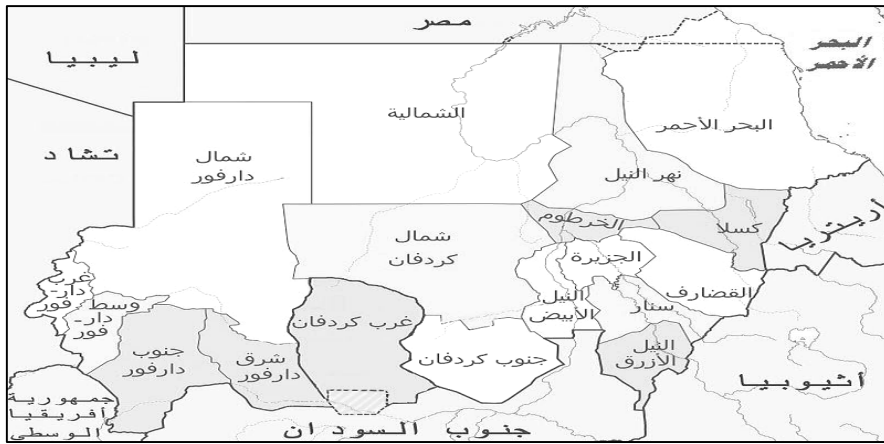 مصر
البحر
الأحمر
ليبيا
الشمالية
البحر الأحمر
تشاد
شمال
دارفور
نهر النيل
أرينتريا
كسلا
الخرطوم
شمال
كردفان
الجزيرة
غرب
دار-
فور
وسط
دار-
فور
القضارف
النيل
الأبيض
سنار
غرب كردفان
جنوب
دارفور
شرق
دارفور
جنوب كردفان
النيل
الأزرق
أثيوبيا
جمهورية
أفريقيا
الوسطى
جنوب السودان